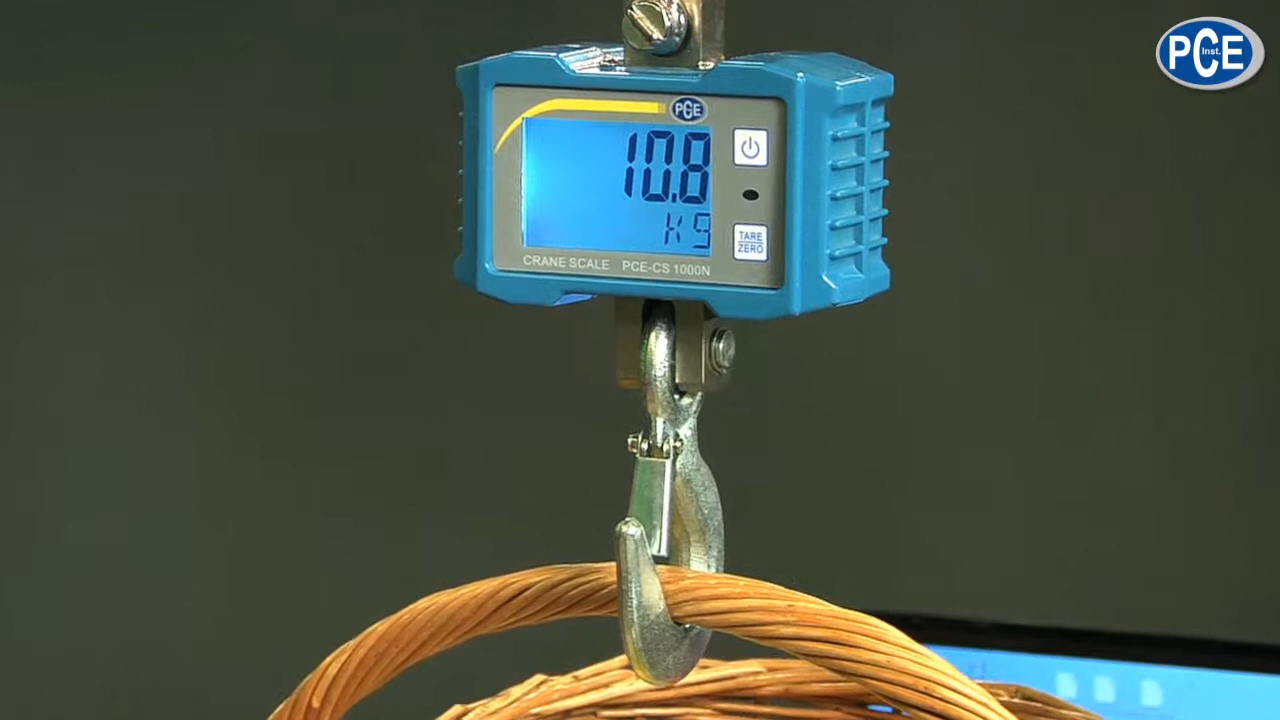 PCE
Inst.
PCE
10.8
kg
TARE
ZERO
CRANE SCALE PCE-CS 1000N